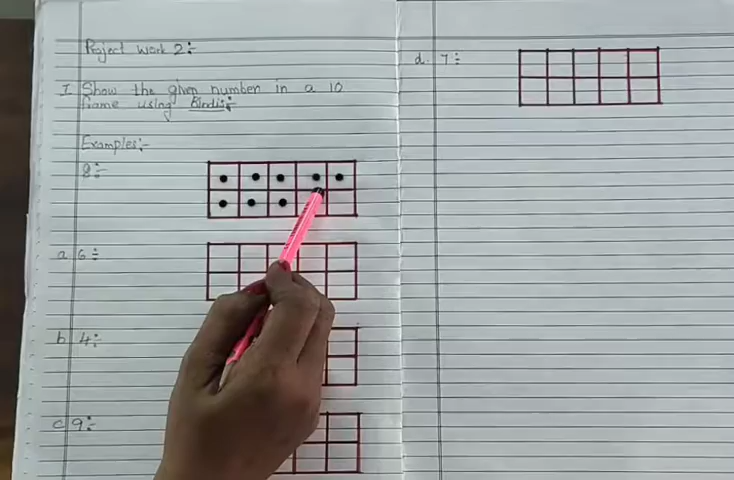 Project Work 2:-
I Show the given number in a 10
frame using Bindi:-
Examples:-
8:-
a. 6:-
b. 4:-
c. 9:-
d. 7:-